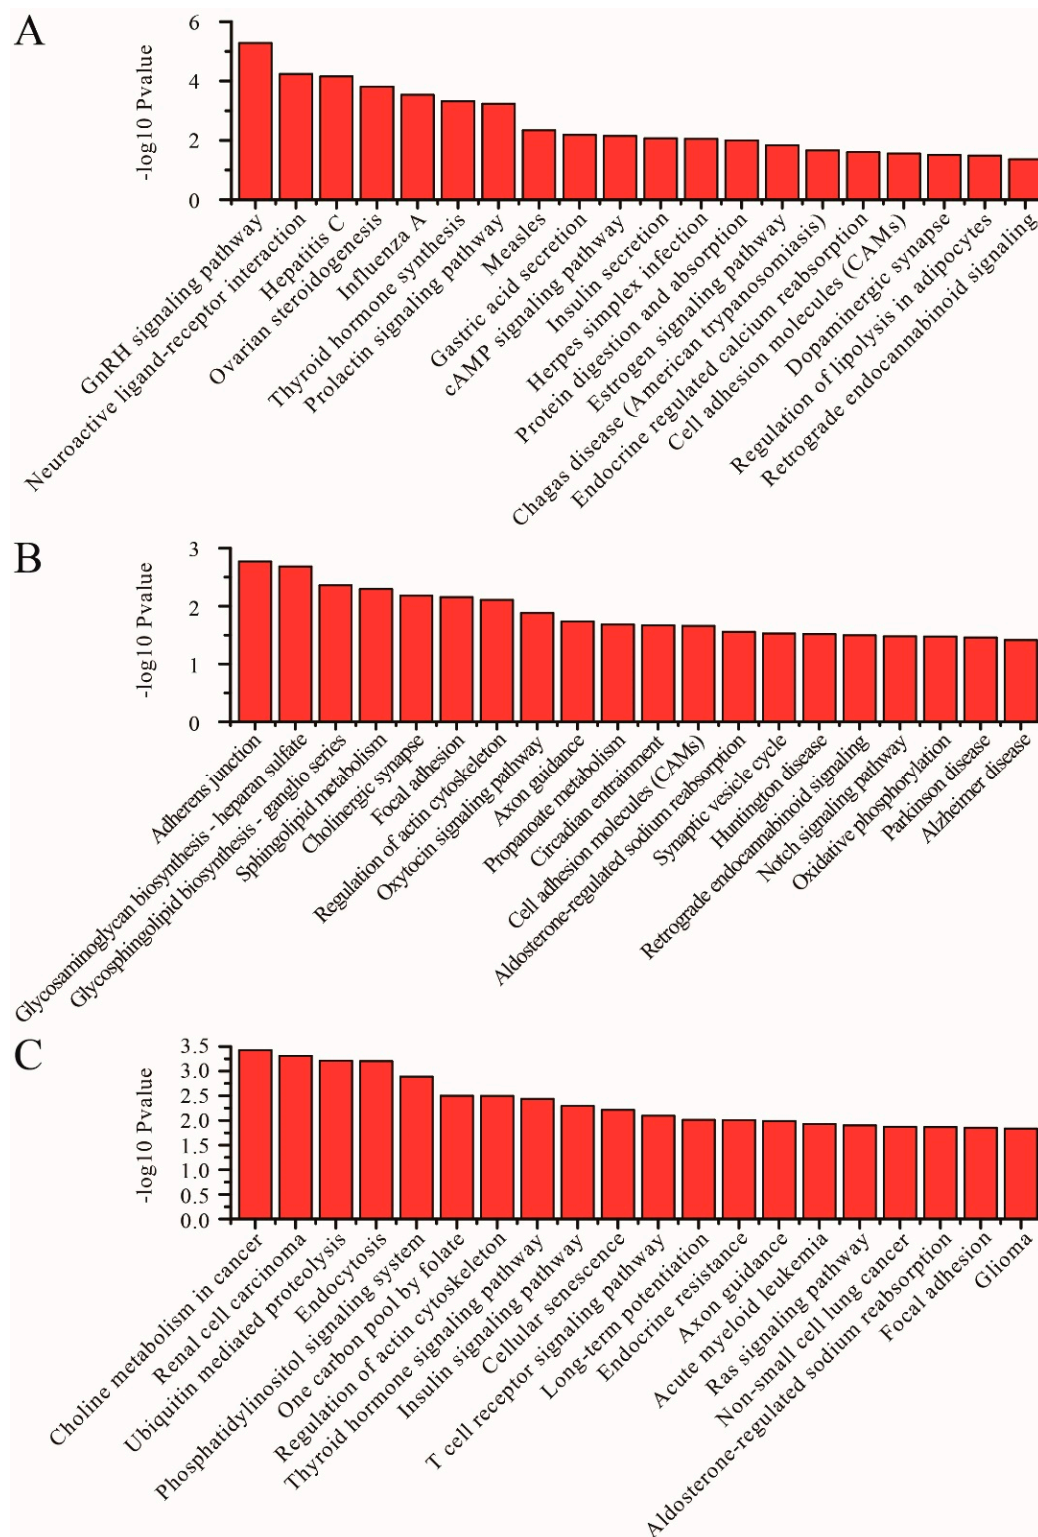 A
-log10 Pvalue
6
4
2
0
GnRH signaling pathway
Neuroactive ligand-receptor interaction
Hepatitis C
Ovarian steroidogenesis
Influenza A
Thyroid hormone synthesis
Prolactin signaling pathway
Measles
Gastric acid secretion
cAMP signaling pathway
Insulin secretion
Herpes simplex infection
Protein digestion and absorption
Estrogen signaling pathway
Chagas disease (American trypanosomiasis)
Endocrine regulated calcium reabsorption
Cell adhesion molecules (CAMs)
Dopaminergic synapse
Regulation of lipolysis in adipocytes
Retrograde endocannabinoid signaling
B
-log10 Pvalue
3
2
1
0
Adherens junction
Glycosaminoglycan biosynthesis - heparan sulfate
Glycosphingolipid biosynthesis - ganglio series
Sphingolipid metabolism
Cholinergic synapse
Focal adhesion
Regulation of actin cytoskeleton
Oxytocin signaling pathway
Axon guidance
Propanoate metabolism
Circadian entrainment
Cell adhesion molecules (CAMs)
Aldosterone-regulated sodium reabsorption
Synaptic vesicle cycle
Huntington disease
Retrograde endocannabinoid signaling
Notch signaling pathway
Oxidative phosphorylation
Parkinson disease
Alzheimer disease
C
-log10 Pvalue
3.5
3.0
2.5
2.0
1.5
1.0
0.5
0.0
Choline metabolism in cancer
Renal cell carcinoma
Ubiquitin mediated proteolysis
Endocytosis
Phosphatidylinositol signaling system
One carbon pool by folate
Regulation of actin cytoskeleton
Thyroid hormone signaling pathway
Insulin signaling pathway
Cellular senescence
T cell receptor signaling pathway
Long-term potentiation
Endocrine resistance
Axon guidance
Acute myeloid leukemia
Ras signaling pathway
Non-small cell lung cancer
Aldosterone-regulated sodium reabsorption
Focal adhesion
Glioma